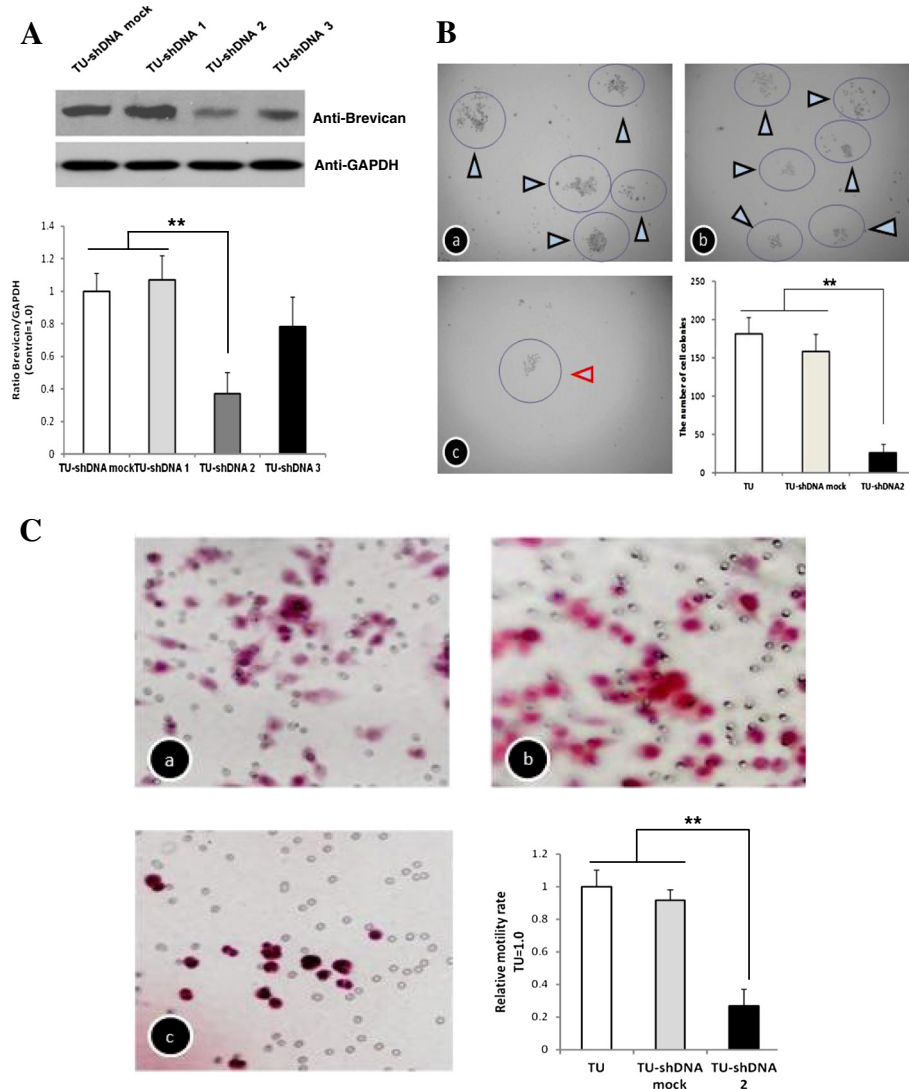 A
TU-shDNA mock
TU-shDNA 1
TU-shDNA 2
TU-shDNA 3
Anti-Brevican
Anti-GAPDH
Ratio Brevican/GAPDH
(Control=1.0)
1.4
1.2
1
0.8
0.6
0.4
0.2
0
**
TU-shDNA mock TU-shDNA 1 TU-shDNA 2 TU-shDNA 3
B
a
b
c
The number of cell colonies
250
200
150
100
50
0
**
TU TU-shDNA mock TU-shDNA2
C
a
b
c
Relative motility rate
TU=1.0
1.2
1
0.8
0.6
0.4
0.2
0
**
TU TU-shDNA mock TU-shDNA 2